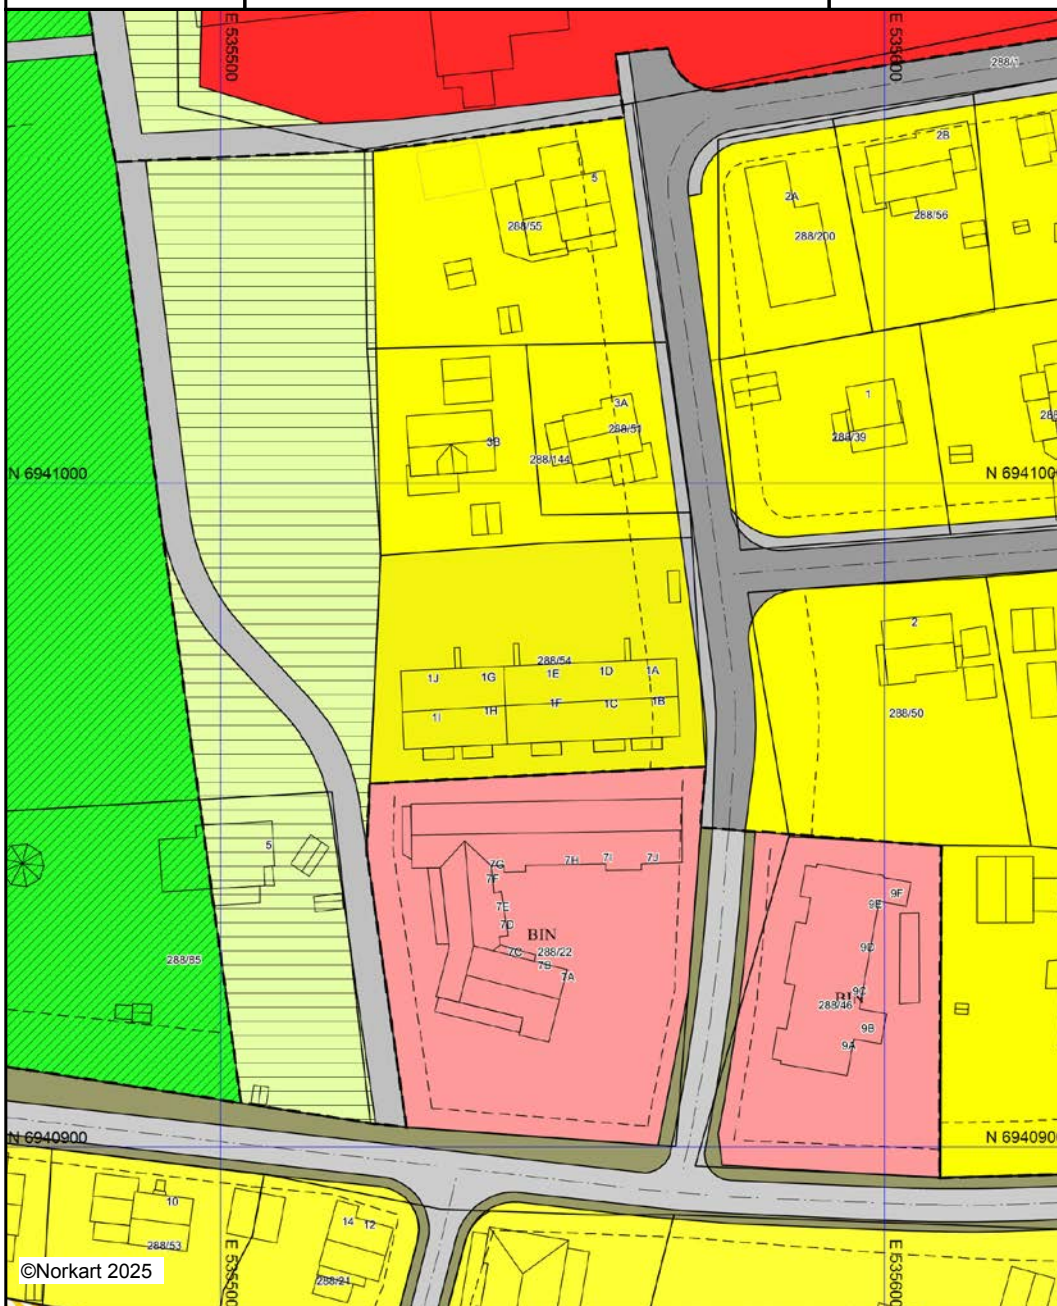 E 535500
E 535600
288/1
2B
5
2A
288/56
288/55
288/200
1
3A
288/51
288/39
3B
288/144
N 6941000
N 6941000
2
288/54
1J
1G
1E
1D
1A
1I
1H
1F
1C
1B
288/50
5
7G
7H
7I
7J
7F
9F
7E
9E
7D
BIN
9D
7C
288/22
288/85
7B
7A
9C
BIN
288/46
9B
9A
N 6940900
N 6940900
10
14
12
288/53
E 535500
E 535600
288/21
©Norkart 2025